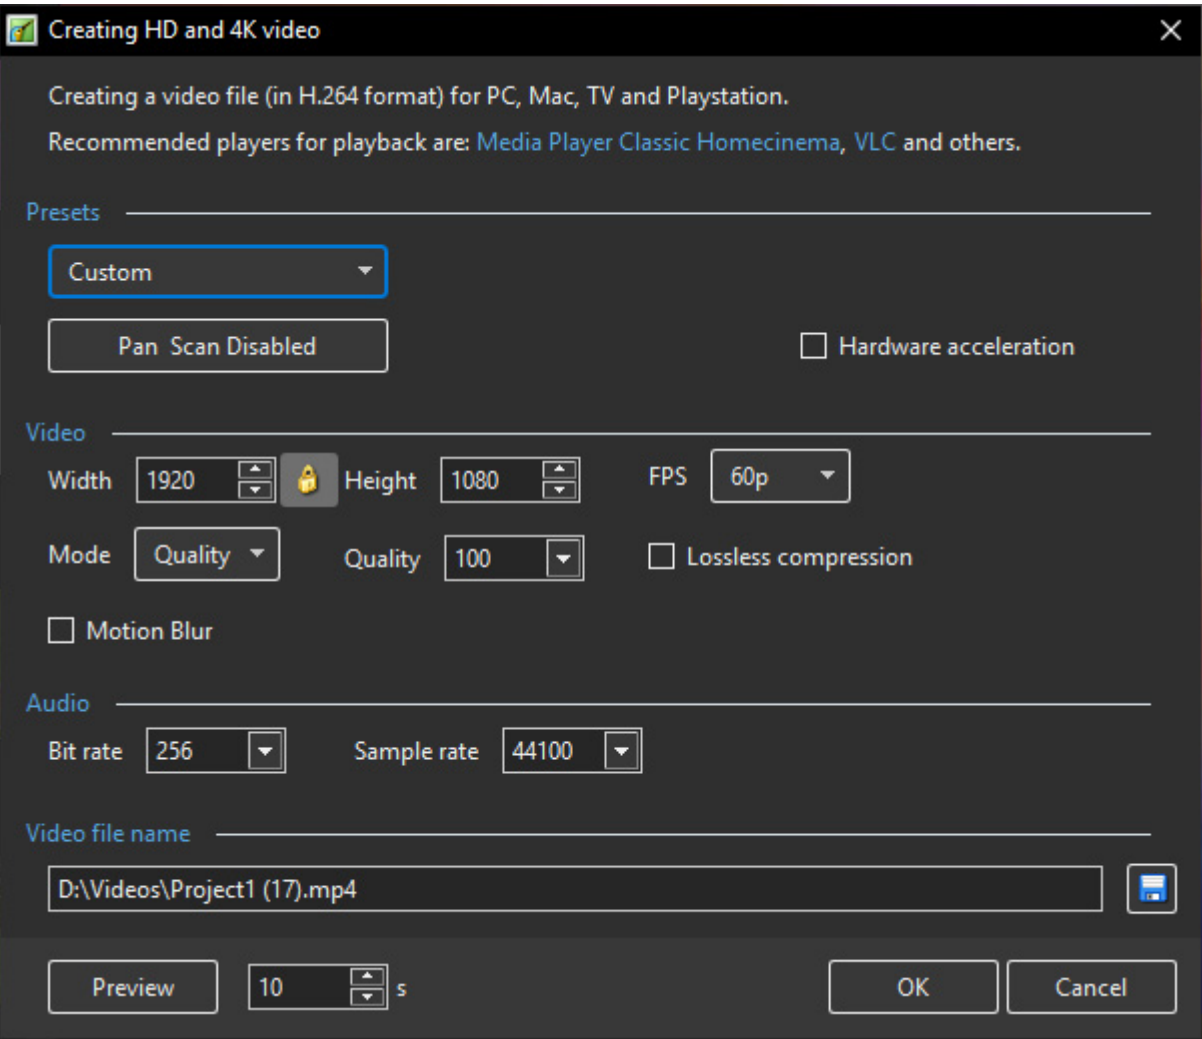 Creating HD and 4K video
Creating a video file (in H.264 format) for PC, Mac, TV and Playstation.
Recommended players for playback are: Media Player Classic Homecinema, VLC and others.
Presets
Custom
Pan  Scan Disabled Hardware acceleration
Video
Width 1920 Height 1080 FPS 60p
Mode Quality Quality 100 Lossless compression
Motion Blur
Audio
Bit rate 256 Sample rate 44100
Video file name
D:\Videos\Project1 (17).mp4
Preview 10 s OK Cancel